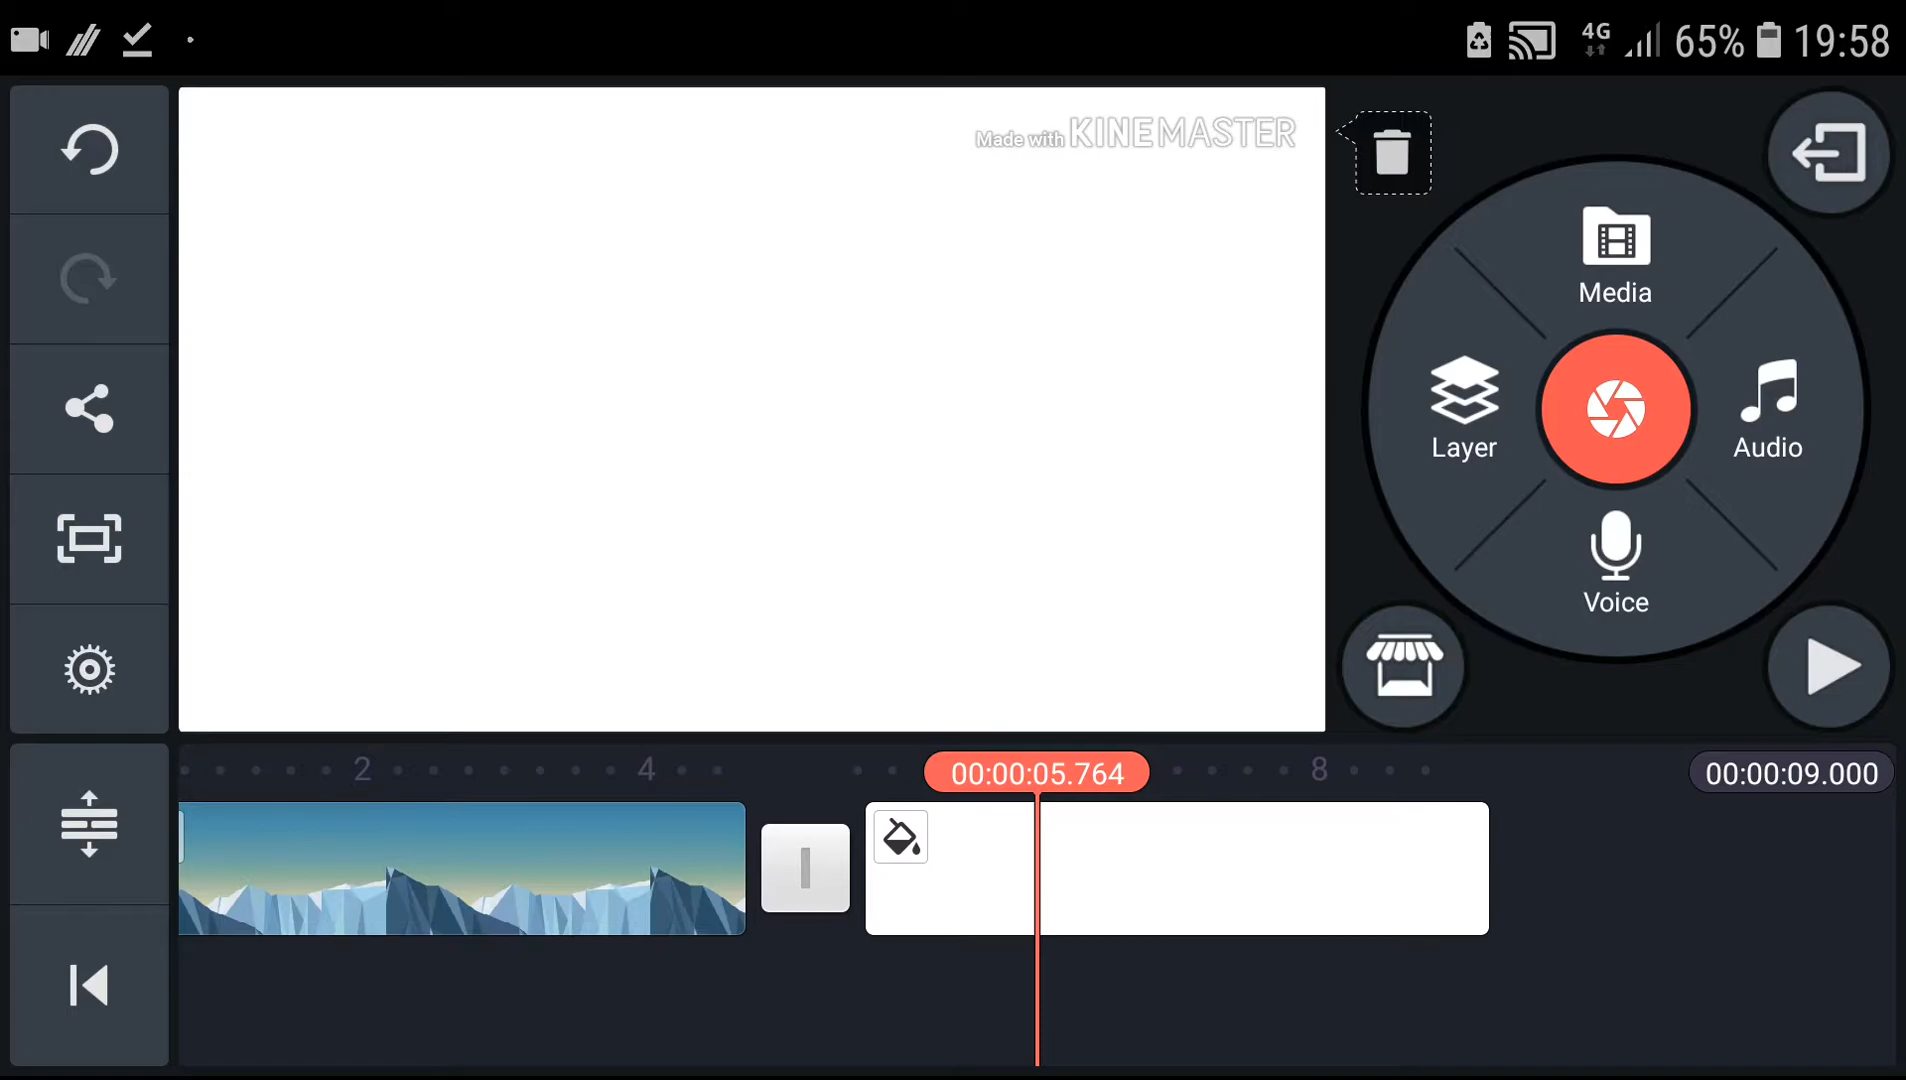 4G 65% 19:58
Made with KINEMASTER
Media
Layer
Audio
Voice
2 4 00:00:05.764 8 00:00:09.000